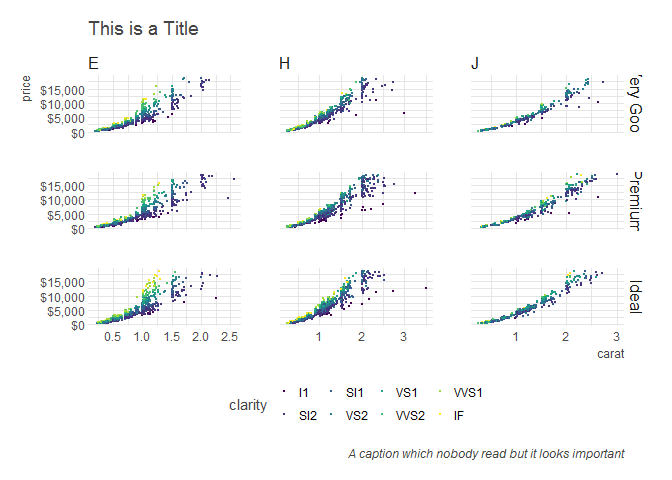 This is a Title
E H J
price
$15,000
$10,000
$5,000
$0
ery Goo
$15,000
$10,000
$5,000
$0
Premium
$15,000
$10,000
$5,000
$0
Ideal
0.5 1.0 1.5 2.0 2.5 1 2 3 1 2 3
carat
clarity
I1 SI1 VS1 VVS1
SI2 VS2 VVS2 IF
A caption which nobody read but it looks important